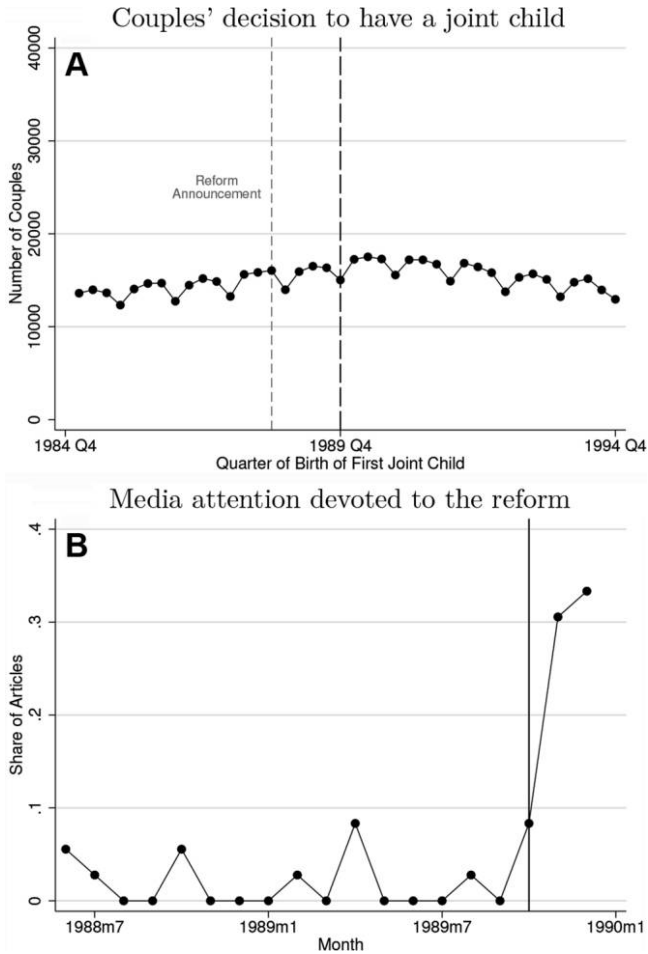 Couples' decision to have a joint child
A
40000
30000
20000
10000
0
Number of Couples
Reform
Announcement
1984 Q4
1989 Q4
1994 Q4
Quarter of Birth of First Joint Child
Media attention devoted to the reform
B
.4
.3
.2
.1
0
Share of Articles
1988m7
1989m1
1989m7
1990m1
Month